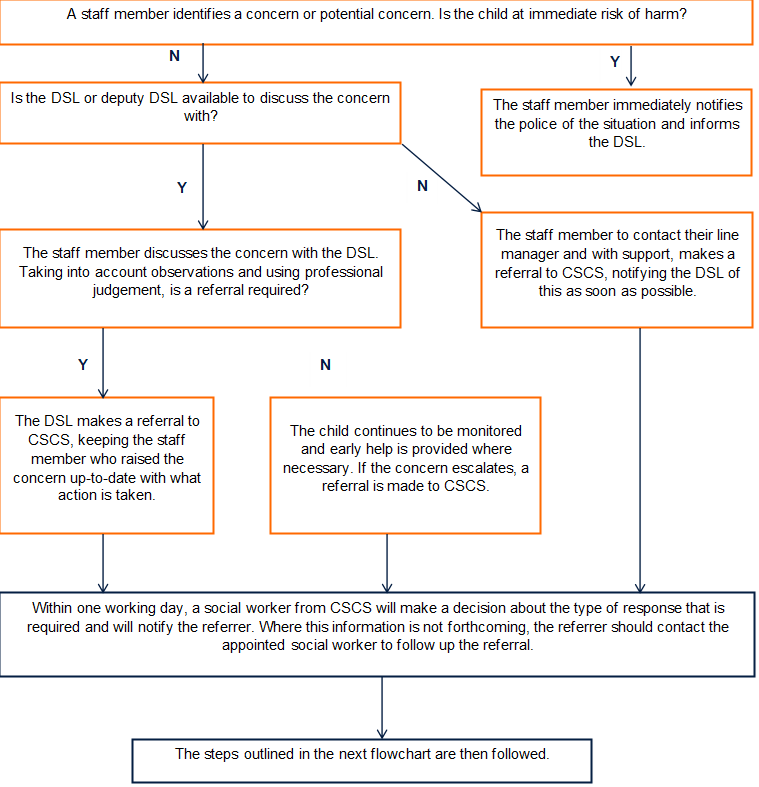 A staff member identifies a concern or potential concern. Is the child at immediate risk of harm?
N
Y
Is the DSL or deputy DSL available to discuss the concern
with?
The staff member immediately notifies
the police of the situation and informs
the DSL.
Y
N
The staff member discusses the concern with the DSL.
Taking into account observations and using professional
judgement, is a referral required?
The staff member to contact their line
manager and with support, makes a
referral to CSCS, notifying the DSL of
this as soon as possible.
Y
N
The DSL makes a referral to
CSCS, keeping the staff
member who raised the
concern up-to-date with what
action is taken.
The child continues to be monitored
and early help is provided where
necessary. If the concern escalates, a
referral is made to CSCS.
Within one working day, a social worker from CSCS will make a decision about the type of response that is
required and will notify the referrer. Where this information is not forthcoming, the referrer should contact the
appointed social worker to follow up the referral.
The steps outlined in the next flowchart are then followed.